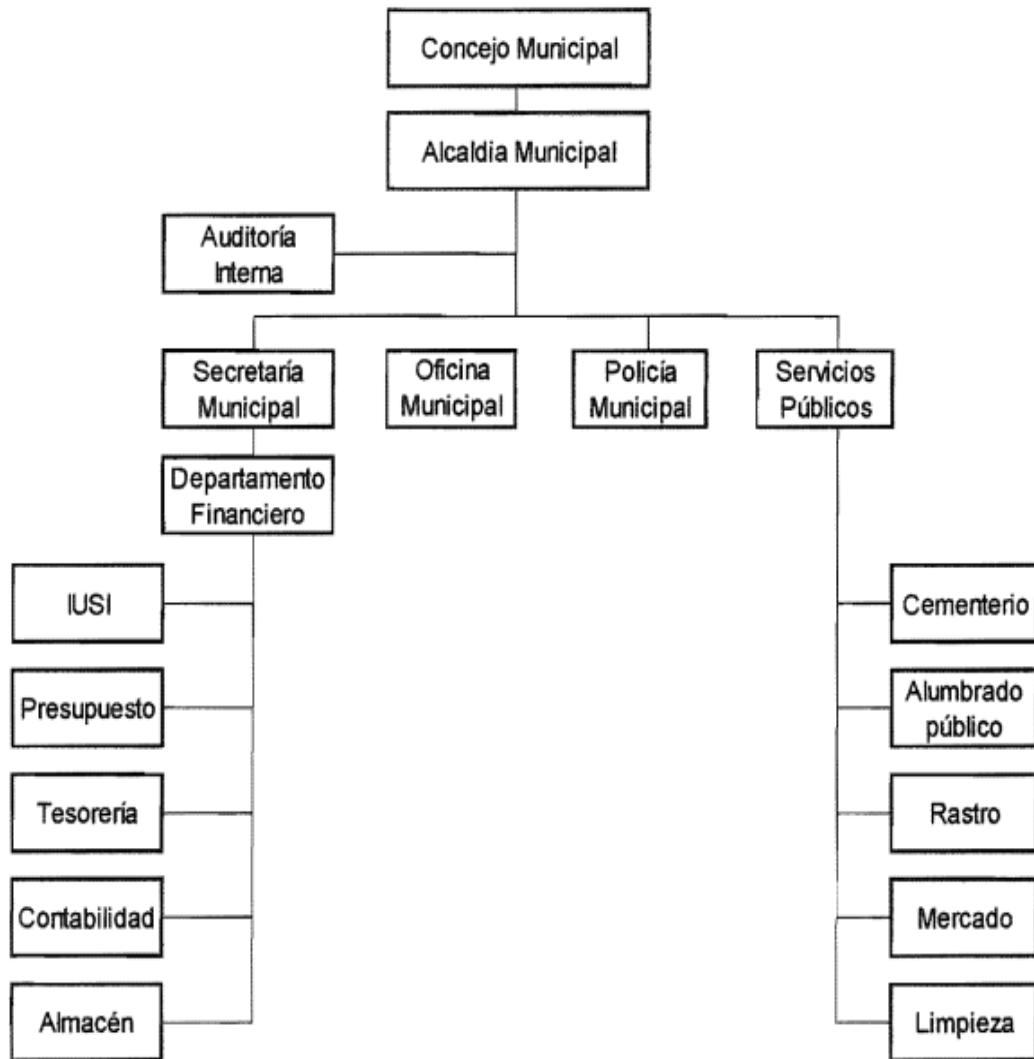 Concejo Municipal
Alcaldia Municipal
Auditoría
Interna
Secretaría
Municipal
Oficina
Municipal
Policía
Municipal
Servicios
Públicos
Departamento
Financiero
IUSI
Presupuesto
Tesorería
Contabilidad
Almacén
Cementerio
Alumbrado
público
Rastro
Mercado
Limpieza